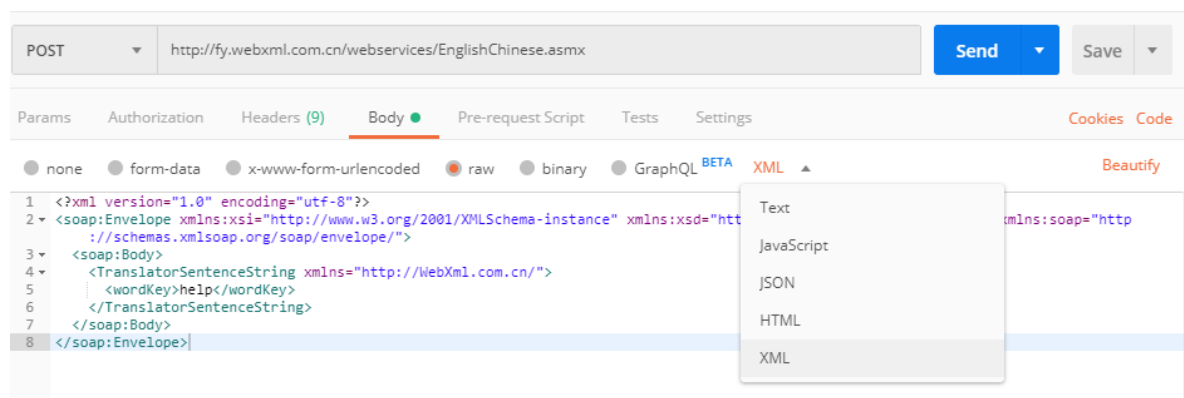 POST http://fy.webxml.com.cn/webservices/EnglishChinese.asmx Send Save
Params Authorization Headers (9) Body Pre-request Script Tests Settings Cookies Code
none form-data x-www-form-urlencoded raw binary GraphQL BETA XML Beautify
1 <?xml version="1.0" encoding="utf-8"?>
2 <soap:Envelope xmlns:xsi="http://www.w3.org/2001/XMLSchema-instance" xmlns:xsd="htt xmlns:soap="http
://schemas.xmlsoap.org/soap/envelope/">
3 <soap:Body>
4 <TranslatorSentenceString xmlns="http://WebXml.com.cn/">
5 <wordKey>help</wordKey>
6 </TranslatorSentenceString>
7 </soap:Body>
8 </soap:Envelope>
Text
JavaScript
JSON
HTML
XML